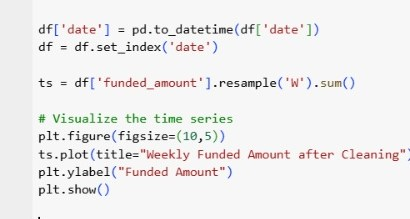 df['date'] = pd.to_datetime(df['date'])
df = df.set_index('date')
ts = df['funded_amount'].resample('W').sum()
# Visualize the time series
plt.figure(figsize=(10,5))
ts.plot(title="Weekly Funded Amount after Cleaning")
plt.ylabel("Funded Amount")
plt.show()